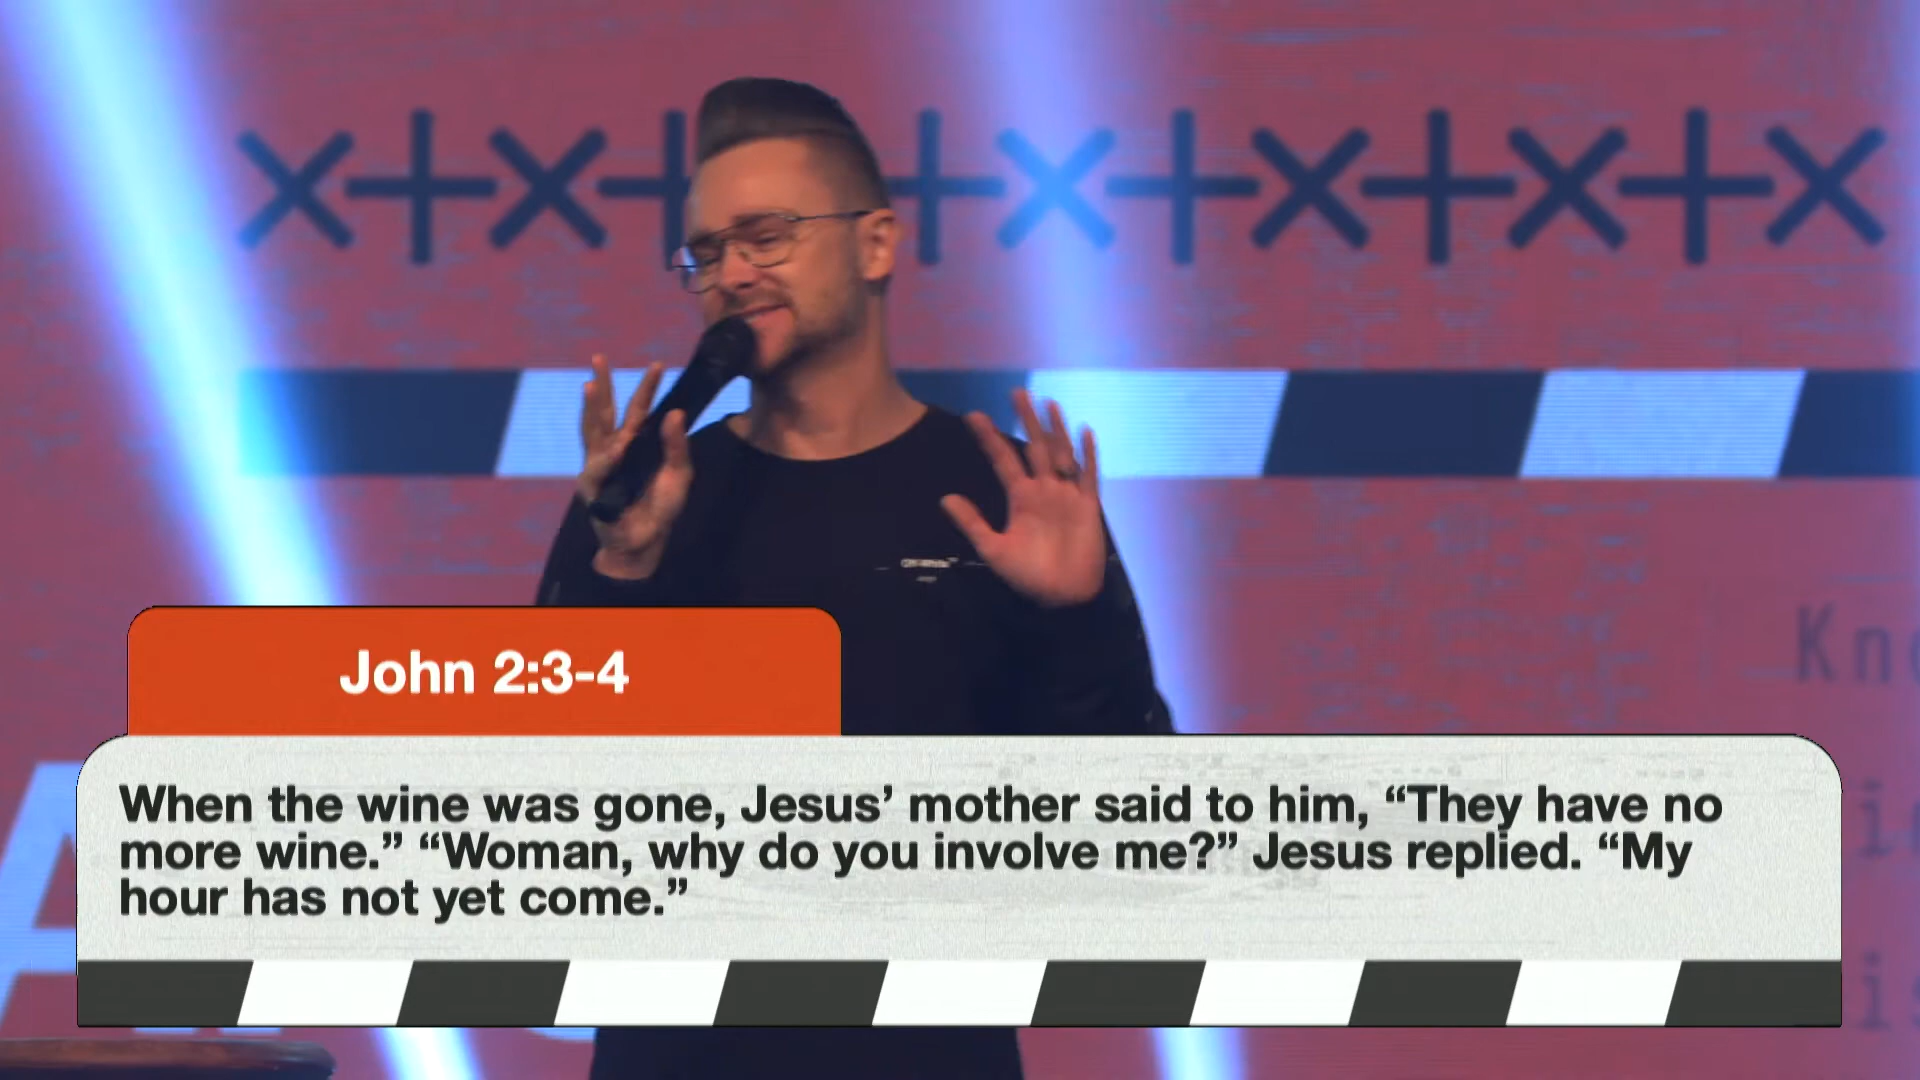 John 2:3-4
When the wine was gone, Jesus’ mother said to him, “They have no
more wine.” “Woman, why do you involve me?” Jesus replied. “My
hour has not yet come.”